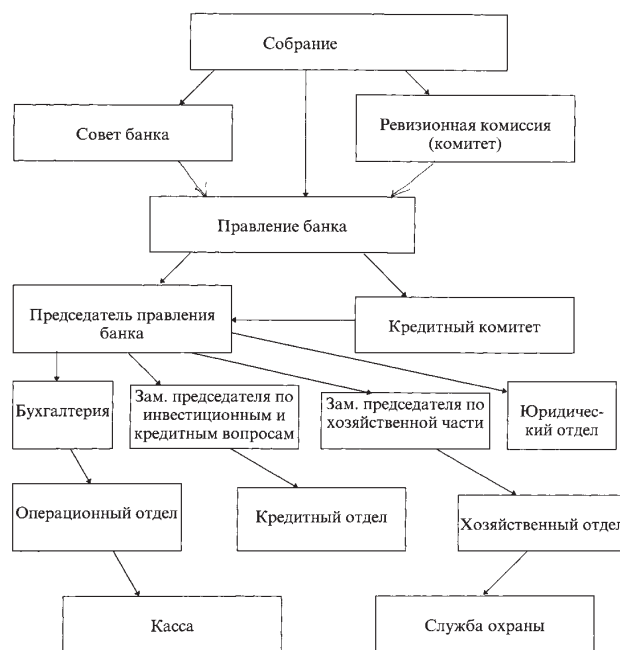 Собрание
Совет банка
Ревизионная комиссия
(комитет)
Правление банка
Председатель правления
банка
Кредитный комитет
Бухгалтерия
Зам. председателя по
инвестиционным и
кредитным вопросам
Зам. председателя по
хозяйственной части
Юридичес-
кий отдел
Операционный отдел
Кредитный отдел
Хозяйственный отдел
Касса
Служба охраны